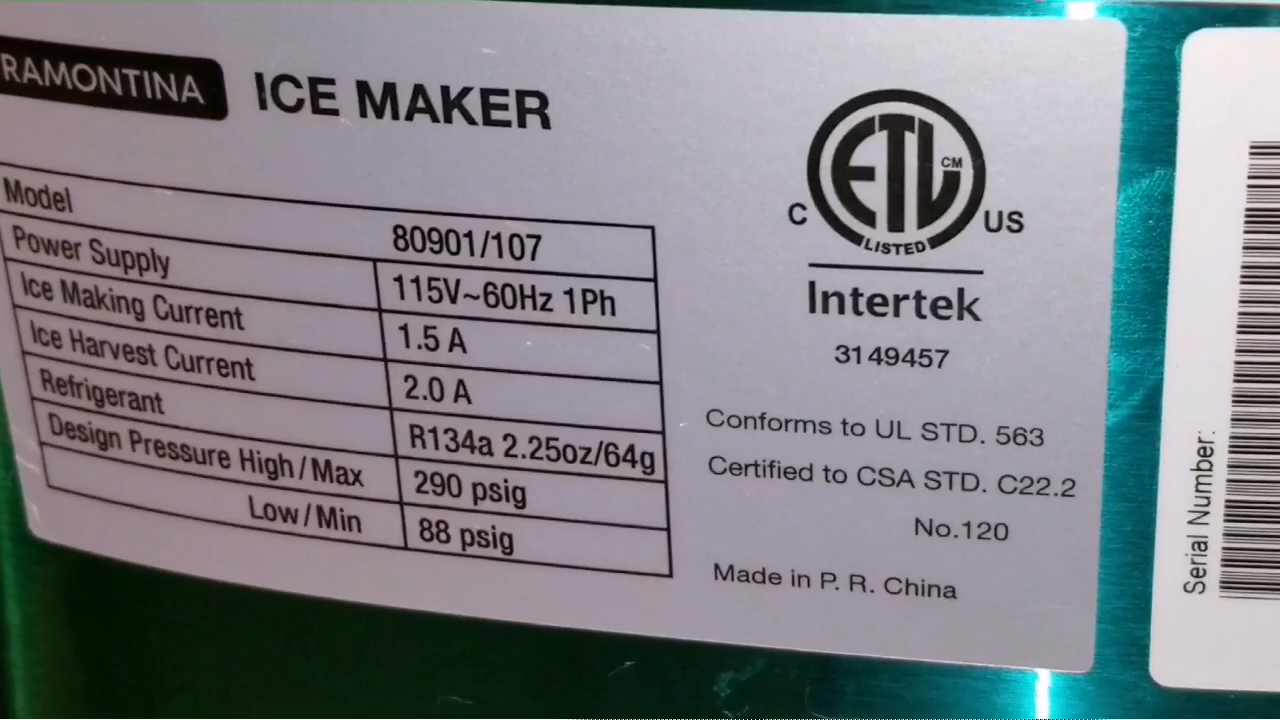 RAMONTINA ICE MAKER
Model 80901/107
Power Supply 115V~60Hz 1Ph
Ice Making Current 1.5 A
Ice Harvest Current 2.0 A
Refrigerant R134a 2.25oz/64g
Design Pressure High/Max 290 psig
Low/Min 88 psig
ETL CM
C US
LISTED
Intertek
3149457
Conforms to UL STD. 563
Certified to CSA STD. C22.2
No.120
Made in P. R. China
Serial Number: